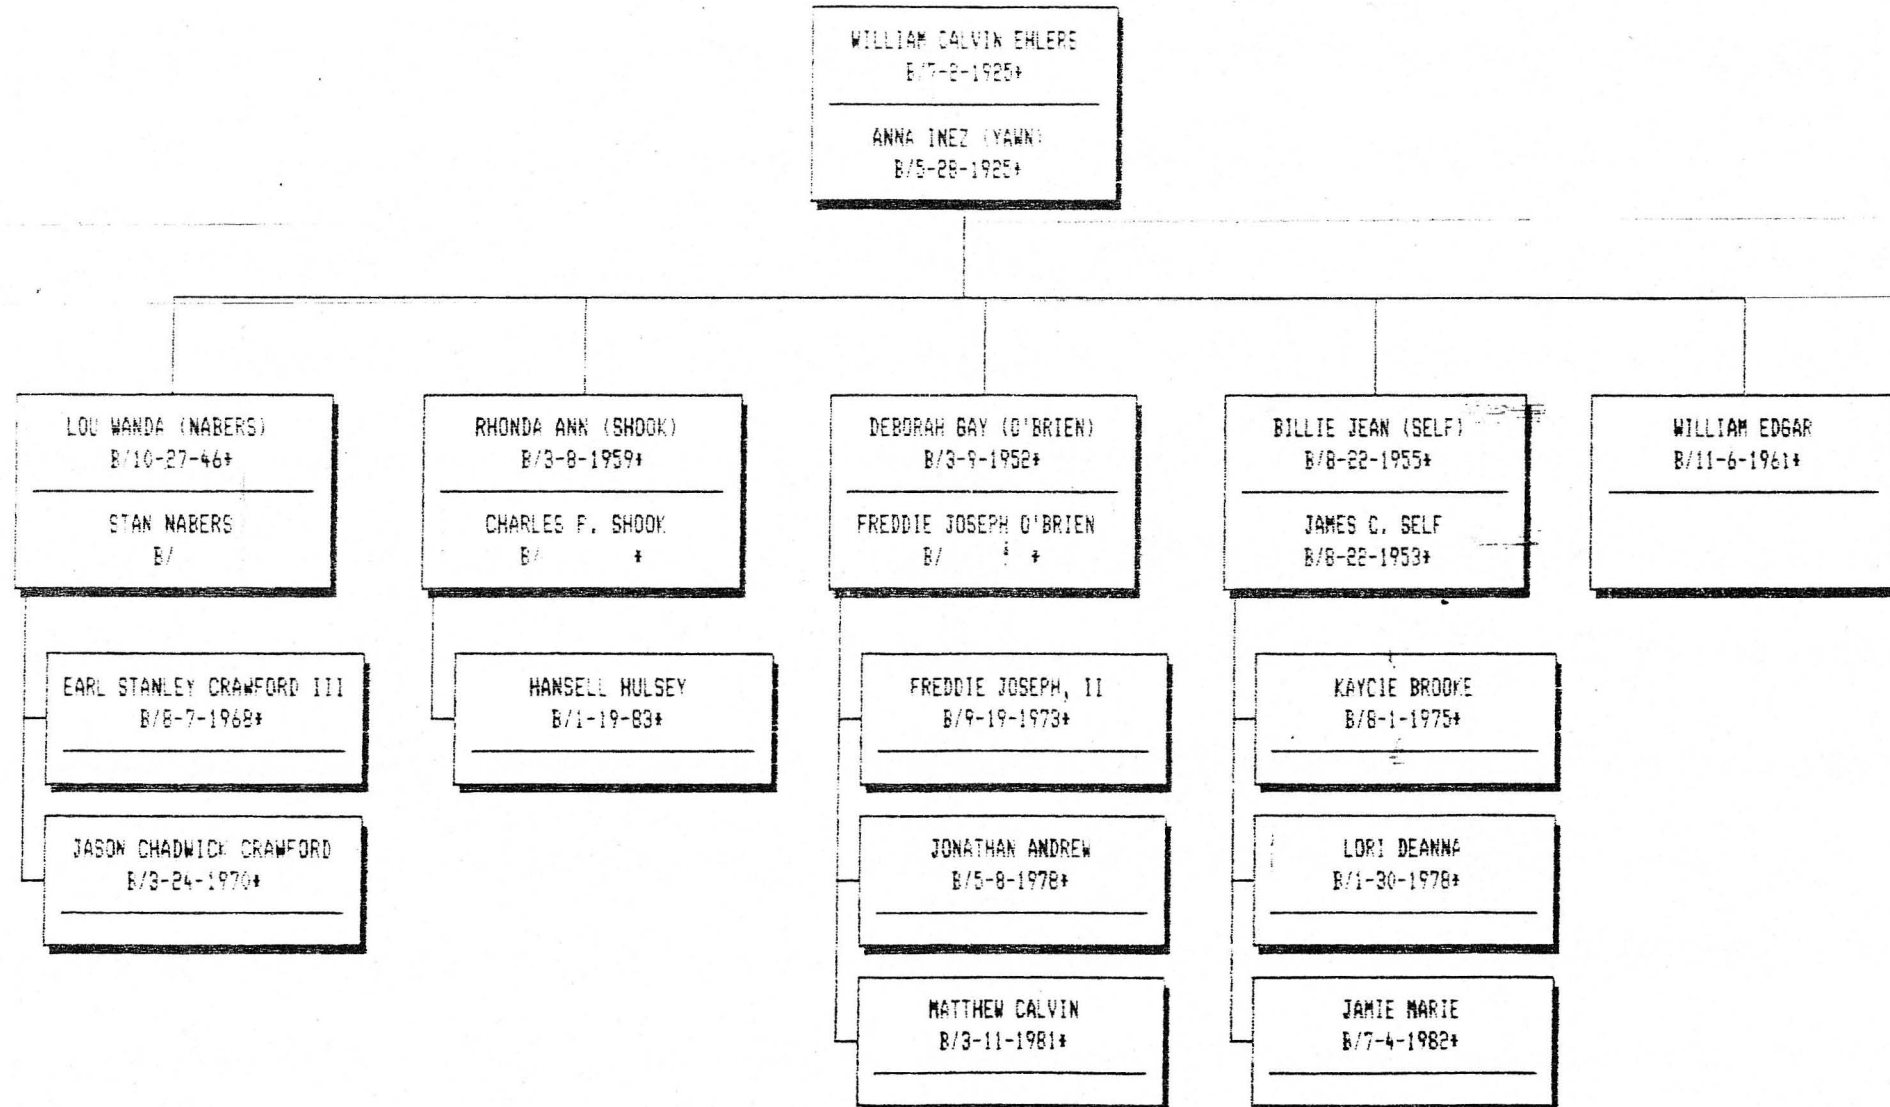 WILLIAM CALVIN EHLERS
B/7-2-1925*
ANNA INEZ (YAWN)
B/5-28-1925*
LOU WANDA (NABERS)
B/10-27-46*
STAN NABERS
B/
RHONDA ANN (SHOOK)
B/3-8-1959*
CHARLES P. SHOOK
B/ *
DEBORAH GAY (O'BRIEN)
B/3-9-1952*
FREDDIE JOSEPH O'BRIEN
B/ *
BILLIE JEAN (SELF)
B/8-22-1955*
JAMES C. SELF
B/8-22-1953*
WILLIAM EDGAR
B/11-6-1961*
EARL STANLEY CRAWFORD III
B/8-7-1968*
JASON CHADWICK CRAWFORD
B/3-24-1970*
HANSELL HULSEY
B/1-19-83*
FREDDIE JOSEPH, II
B/9-19-1973*
JONATHAN ANDREW
B/5-8-1978*
MATTHEW CALVIN
B/3-11-1981*
KAYCIE BROOKE
B/8-1-1975*
LORI DEANNA
B/1-30-1978*
JAMIE MARIE
B/7-4-1982*